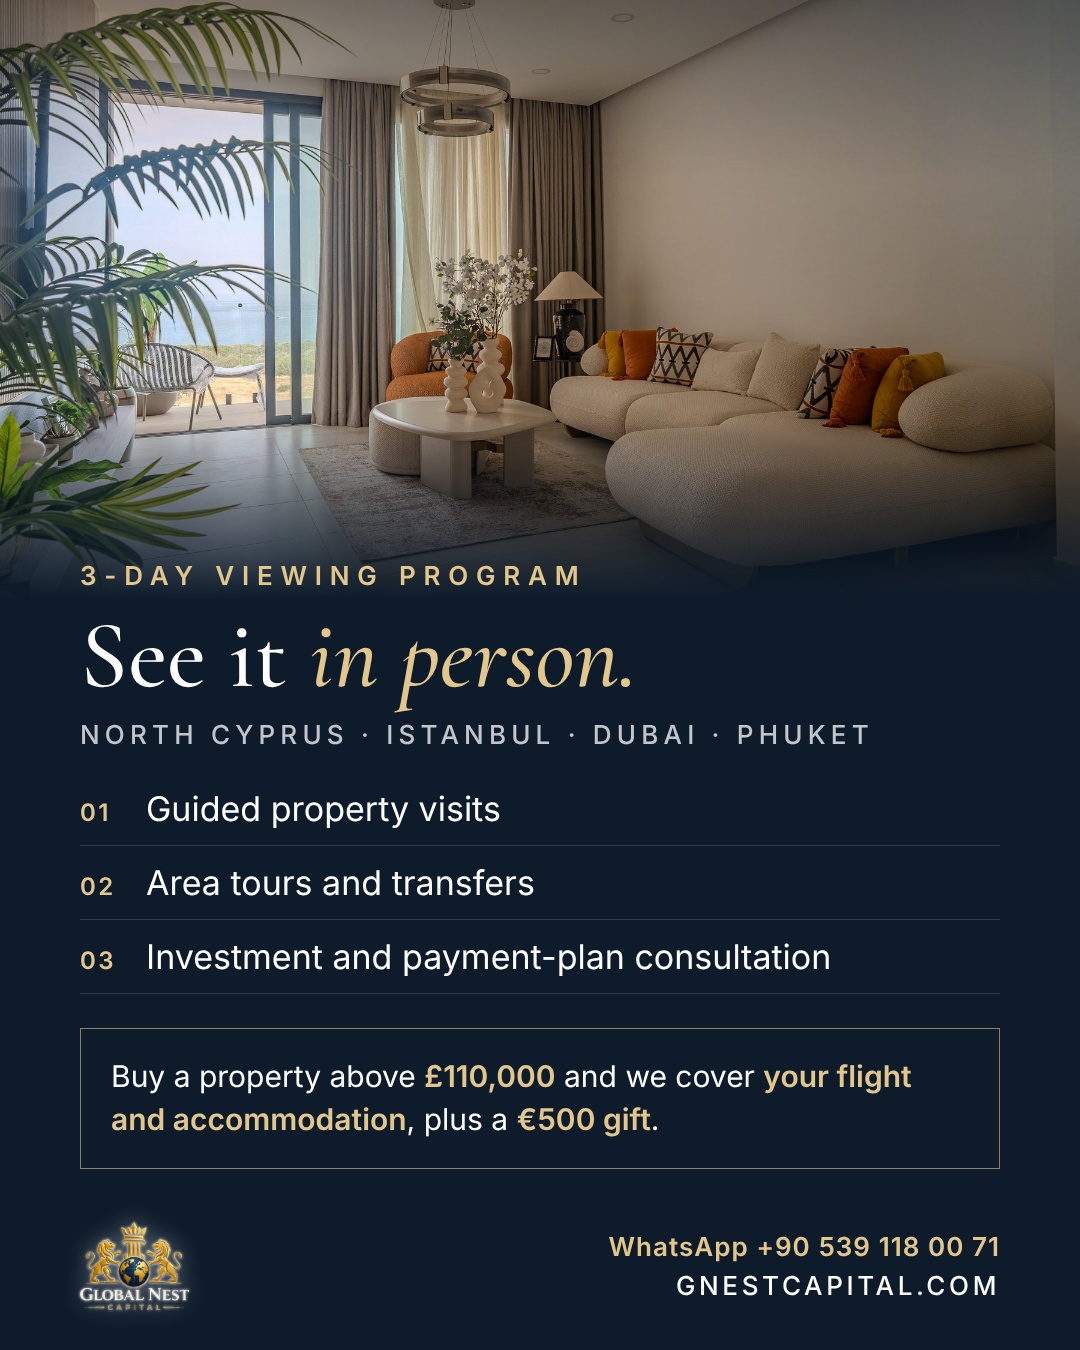 3-DAY VIEWING PROGRAM
See it in person.
NORTH CYPRUS · ISTANBUL · DUBAI · PHUKET
01 Guided property visits
02 Area tours and transfers
03 Investment and payment-plan consultation
Buy a property above £110,000 and we cover your flight
and accommodation, plus a €500 gift.
GLOBAL NEST
CAPITAL
WhatsApp +90 539 118 00 71
GNESTCAPITAL.COM